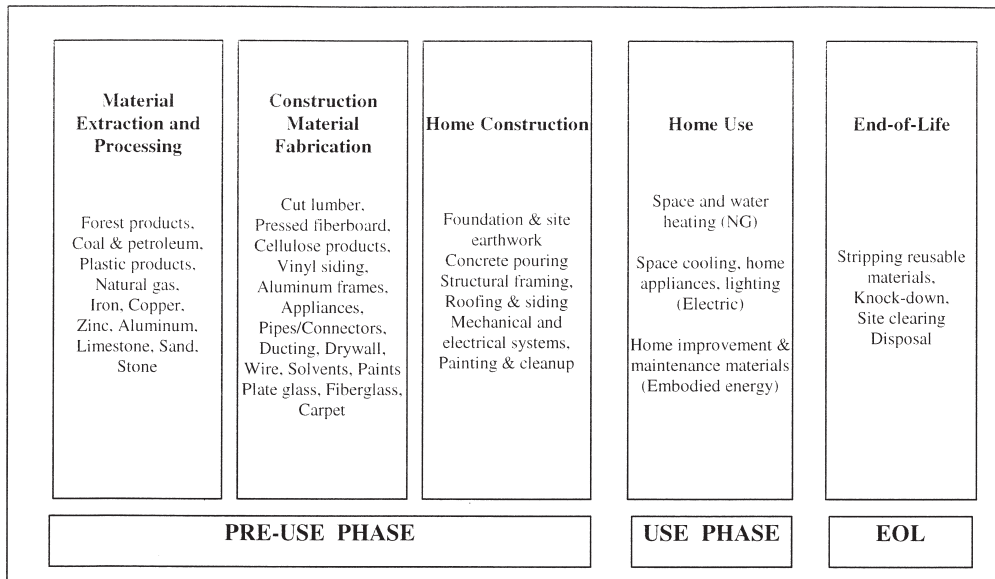 Material
Extraction and
Processing
Forest products,
Coal & petroleum,
Plastic products,
Natural gas,
Iron, Copper,
Zinc, Aluminum,
Limestone, Sand,
Stone
Construction
Material
Fabrication
Cut lumber,
Pressed fiberboard,
Cellulose products,
Vinyl siding,
Aluminum frames,
Appliances,
Pipes/Connectors,
Ducting, Drywall,
Wire, Solvents, Paints
Plate glass, Fiberglass,
Carpet
Home Construction
Foundation & site
earthwork
Concrete pouring
Structural framing,
Roofing & siding
Mechanical and
electrical systems,
Painting & cleanup
Home Use
Space and water
heating (NG)
Space cooling, home
appliances, lighting
(Electric)
Home improvement &
maintenance materials
(Embodied energy)
End-of-Life
Stripping reusable
materials,
Knock-down,
Site clearing
Disposal
PRE-USE PHASE
USE PHASE
EOL